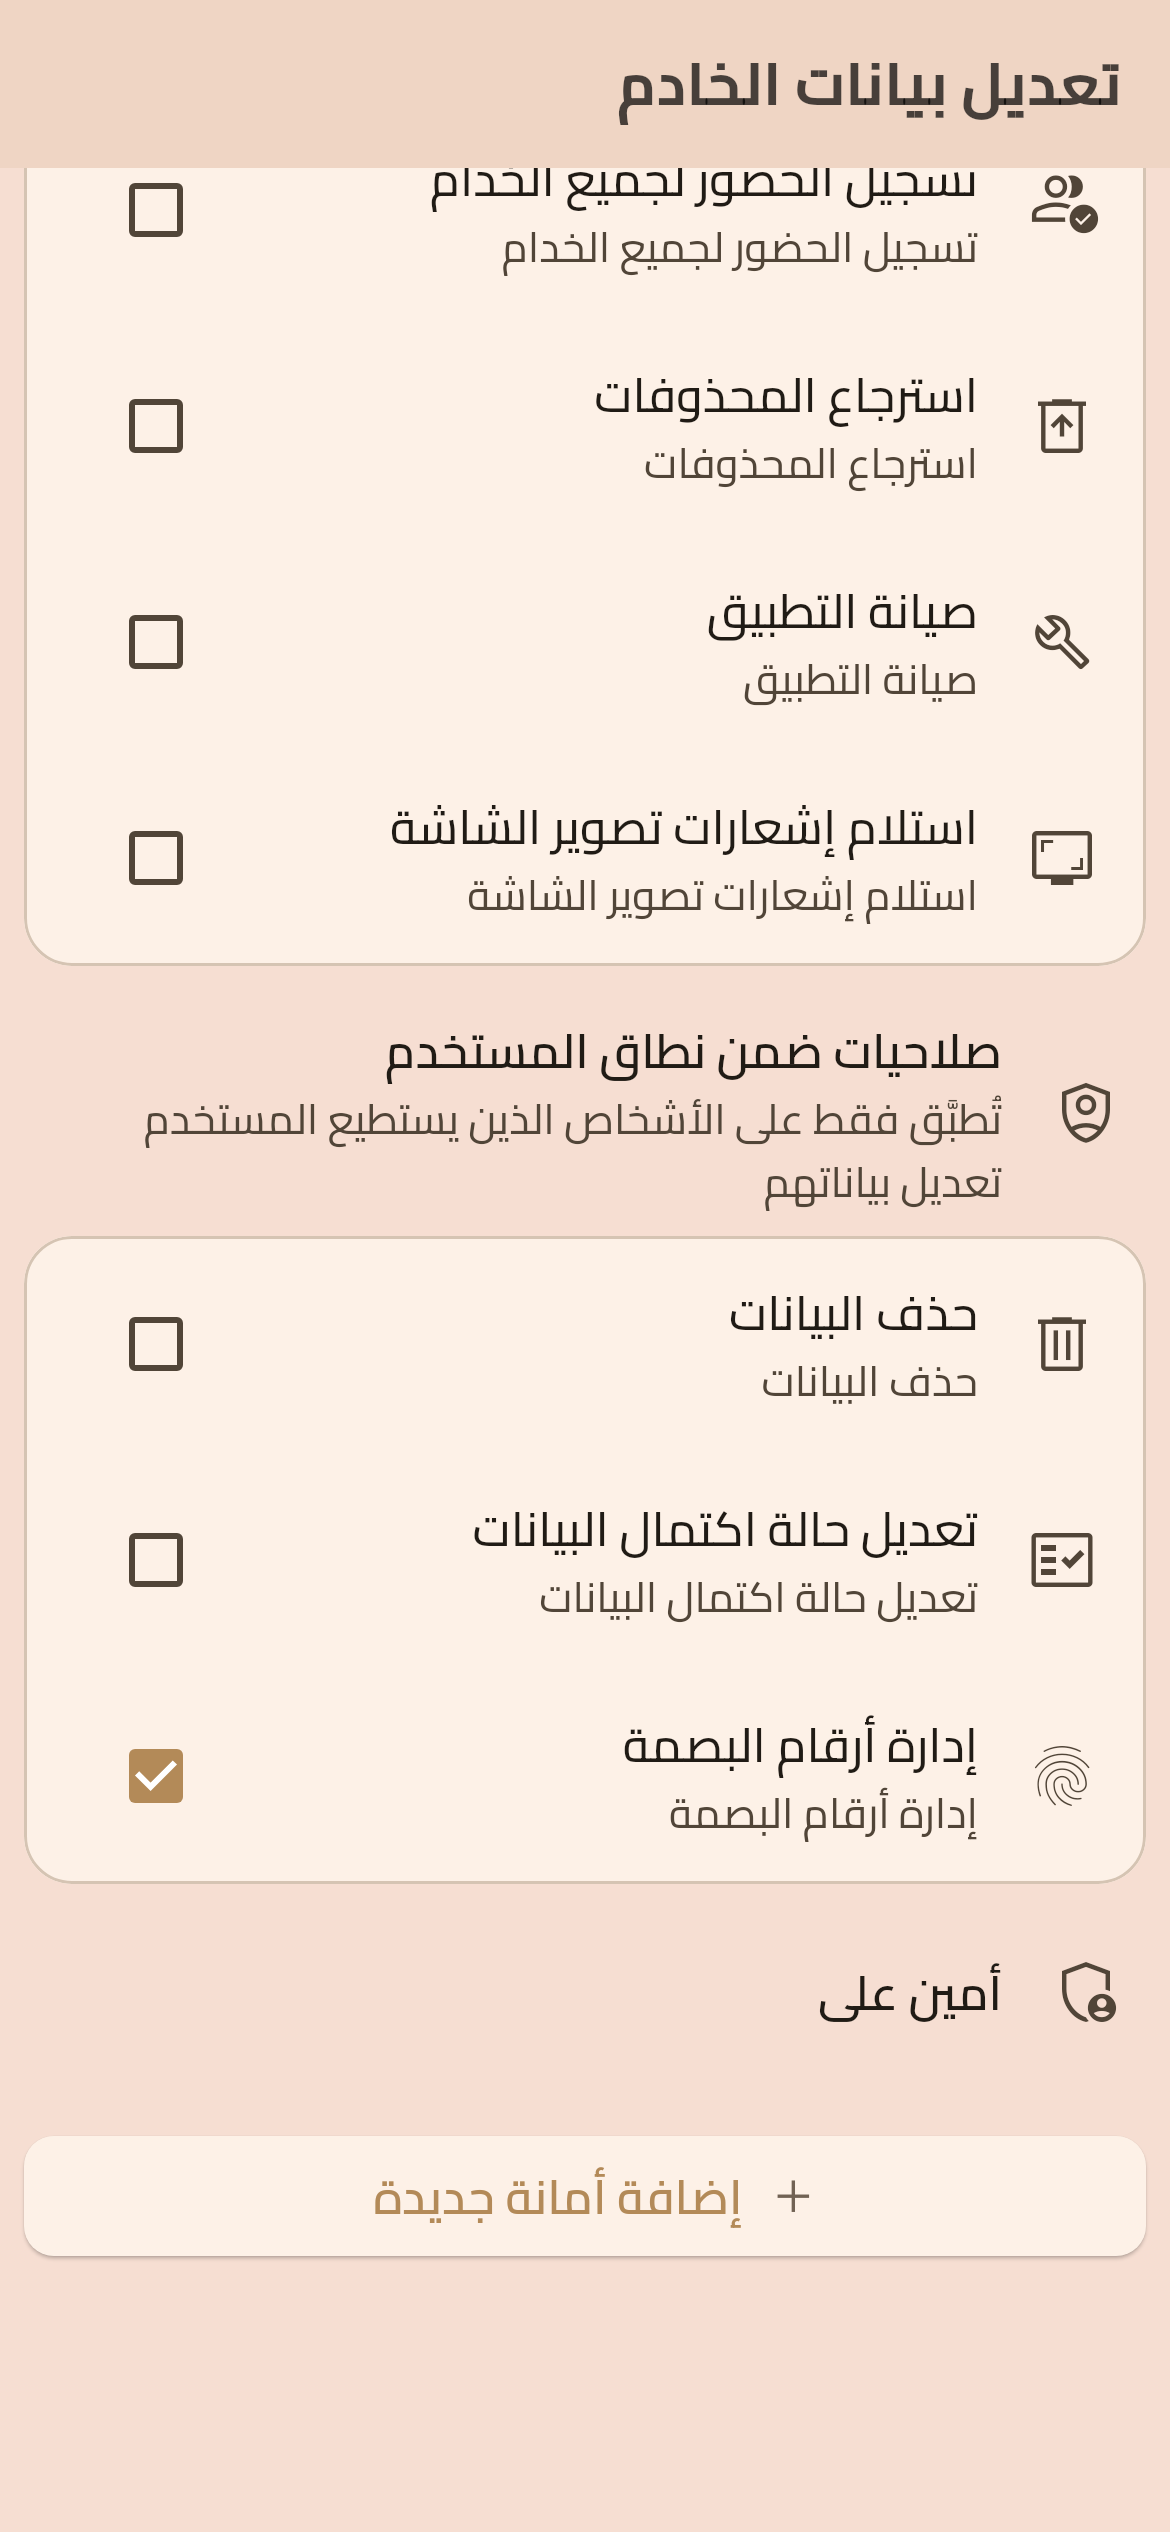 تعديل بيانات الخادم
تسجيل الحضور لجميع الخدام
تسجيل الحضور لجميع الخدام
استرجاع المحذوفات
استرجاع المحذوفات
صيانة التطبيق
صيانة التطبيق
استلام إشعارات تصوير الشاشة
استلام إشعارات تصوير الشاشة
صلاحيات ضمن نطاق المستخدم
تُطبَّق فقط على الأشخاص الذين يستطيع المستخدم
تعديل بياناتهم
حذف البيانات
حذف البيانات
تعديل حالة اكتمال البيانات
تعديل حالة اكتمال البيانات
إدارة أرقام البصمة
إدارة أرقام البصمة
أمين على
إضافة أمانة جديدة